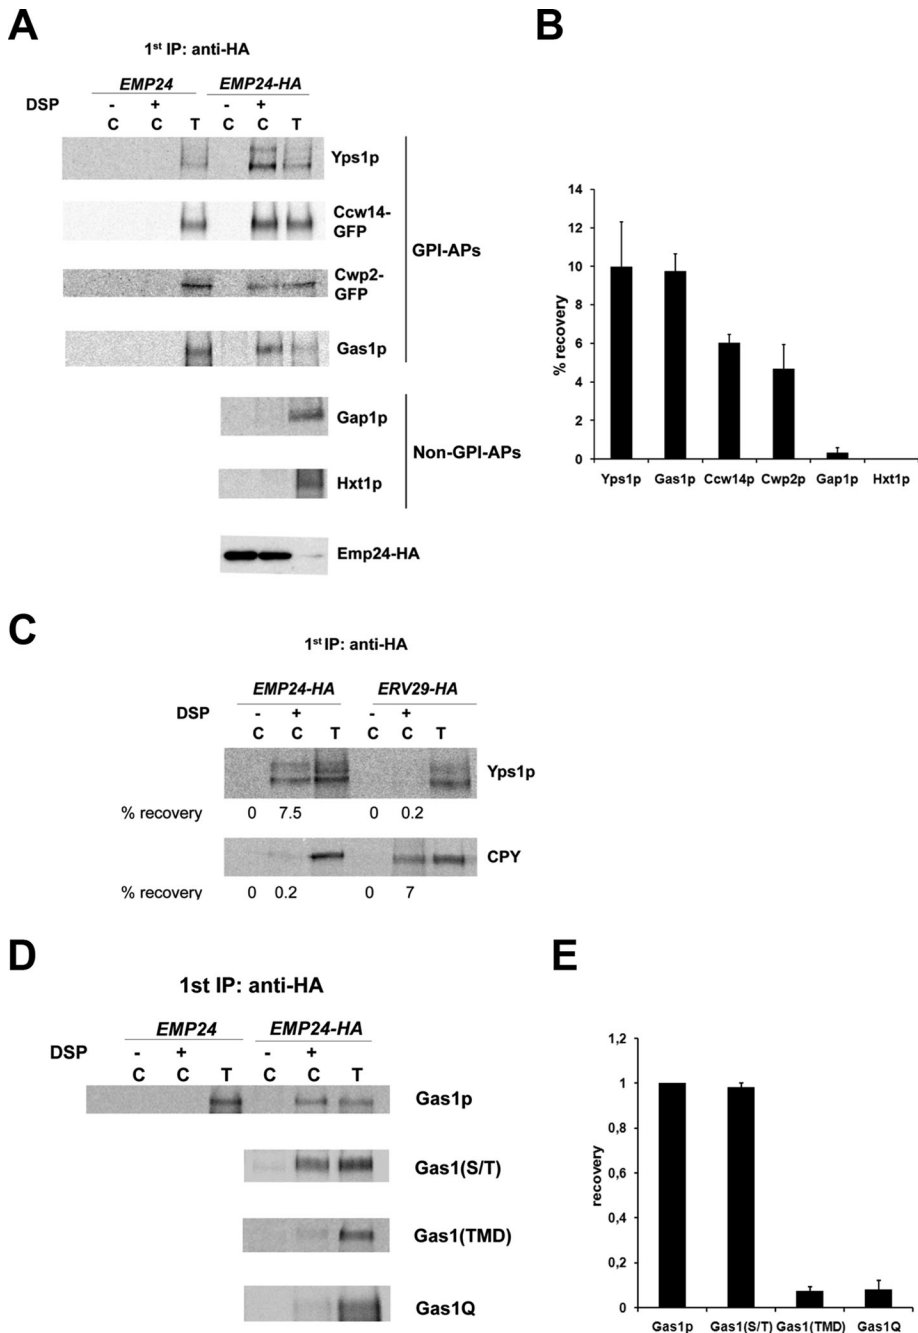 A
1st IP: anti-HA
EMP24 EMP24-HA
DSP - + - +
C C T C C T
Yps1p
Ccw14-
GFP
Cwp2-
GFP
Gas1p
GPI-APs
Gap1p
Hxt1p
Non-GPI-APs
Emp24-HA
B
14
12
10
8
6
4
2
0
% recovery
Yps1p Gas1p Ccw14p Cwp2p Gap1p Hxt1p
C
1st IP: anti-HA
EMP24-HA ERV29-HA
DSP - + - +
C C T C C T
Yps1p
% recovery 0 7.5 0 0.2
CPY
% recovery 0 0.2 0 7
D
1st IP: anti-HA
EMP24 EMP24-HA
DSP - + - +
C C T C C T
Gas1p
Gas1(S/T)
Gas1(TMD)
Gas1Q
E
1,2
1
0,8
0,6
0,4
0,2
0
recovery
Gas1p Gas1(S/T) Gas1(TMD) Gas1Q